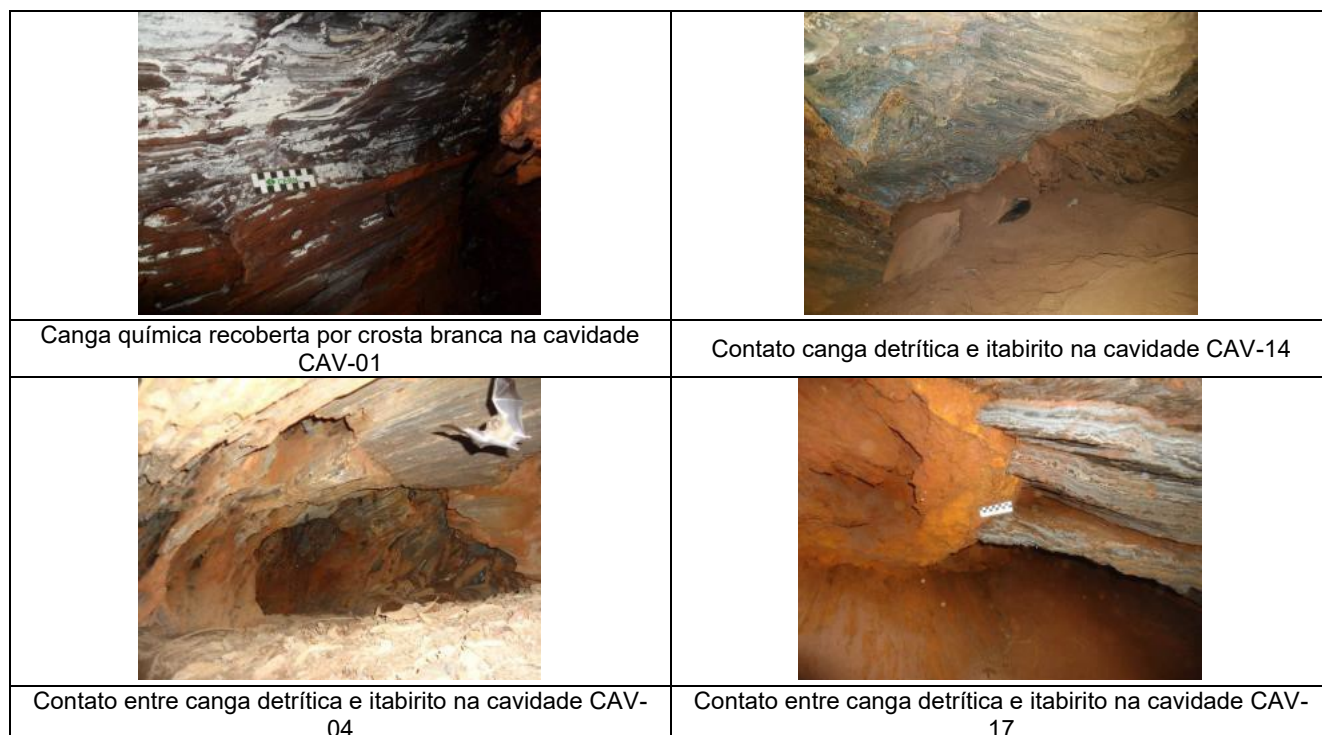 Canga química recoberta por crosta branca na cavidade
CAV-01
Contato canga detrítica e itabirito na cavidade CAV-14
Contato entre canga detrítica e itabirito na cavidade CAV-
04
Contato entre canga detrítica e itabirito na cavidade CAV-
17